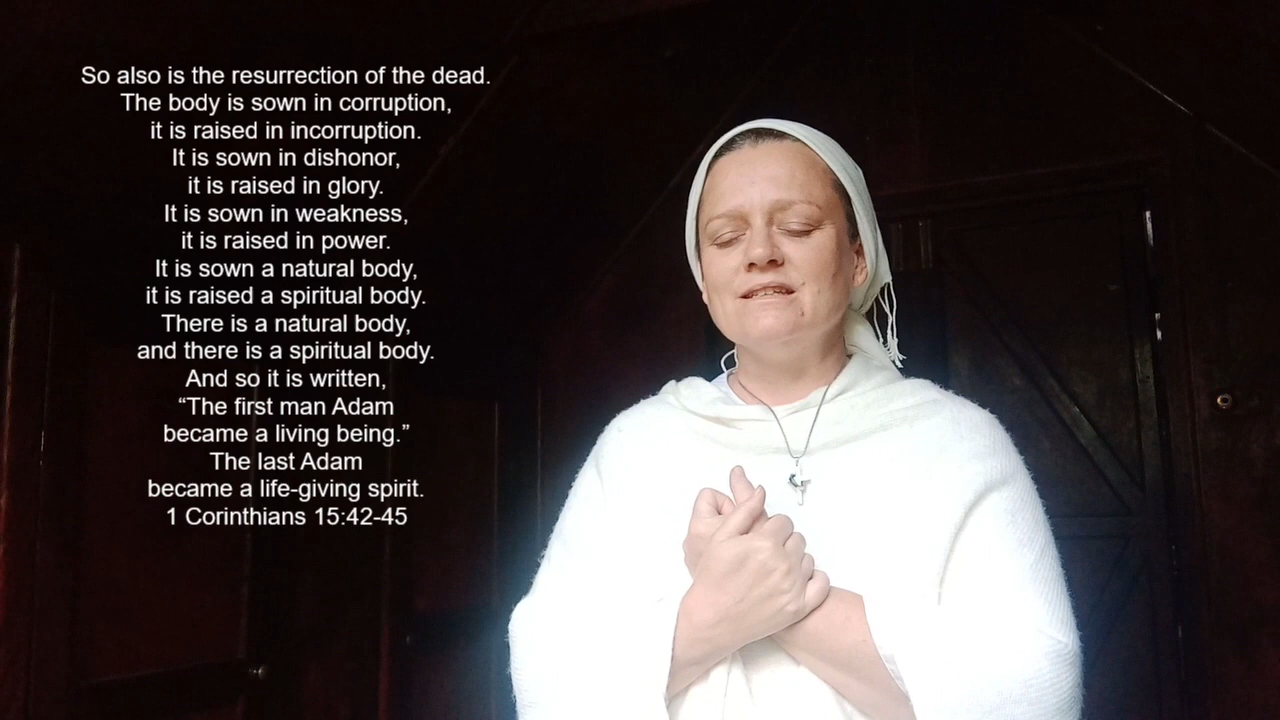 So also is the resurrection of the dead.
The body is sown in corruption,
it is raised in incorruption.
It is sown in dishonor,
it is raised in glory.
It is sown in weakness,
it is raised in power.
It is sown a natural body,
it is raised a spiritual body.
There is a natural body,
and there is a spiritual body.
And so it is written,
“The first man Adam
became a living being.”
The last Adam
became a life-giving spirit.
1 Corinthians 15:42-45